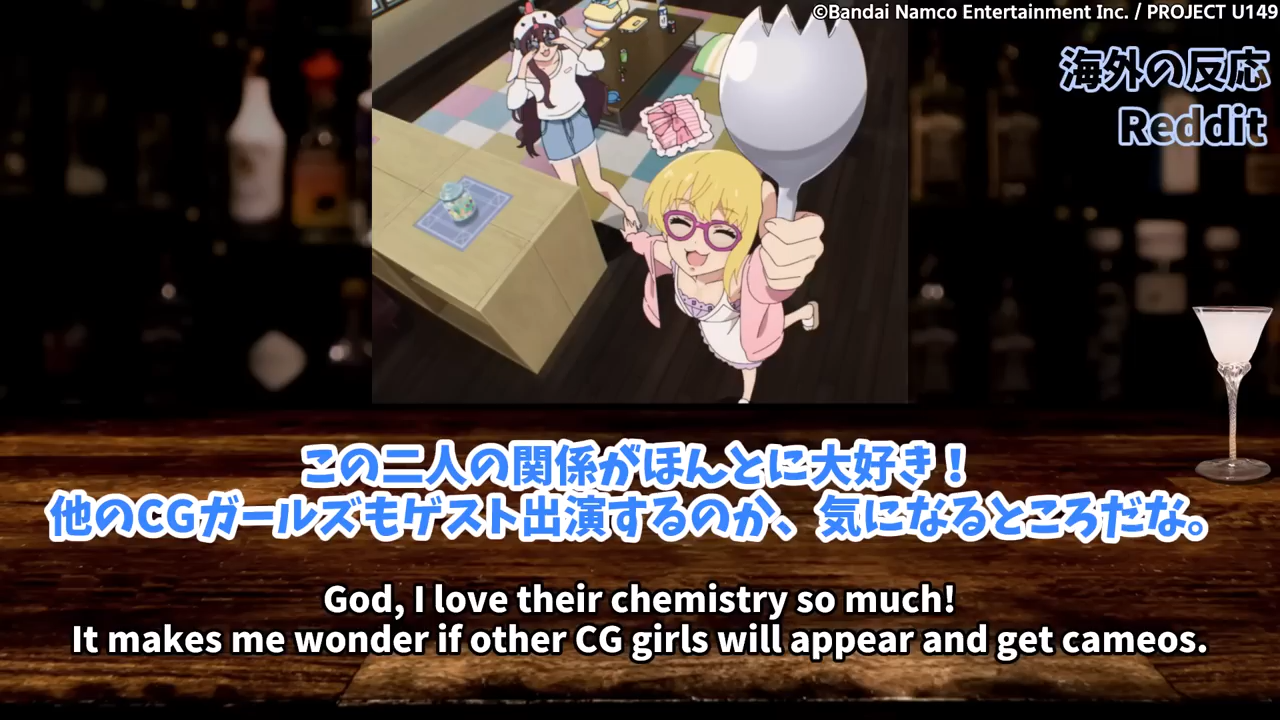 ©Bandai Namco Entertainment Inc. / PROJECT U149
海外の反応
Reddit
この二人の関係がほんとに大好き！
他のCGガールズもゲスト出演するのか、気になるところだな。
God, I love their chemistry so much!
It makes me wonder if other CG girls will appear and get cameos.